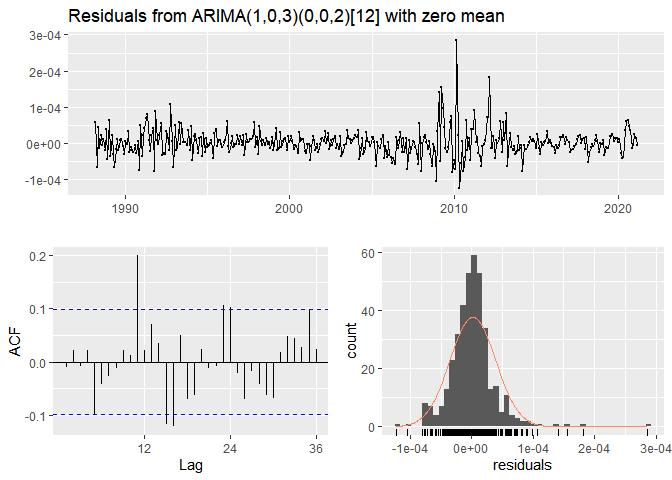 Residuals from ARIMA(1,0,3)(0,0,2)[12] with zero mean
3e-04
2e-04
1e-04
0e+00
-1e-04
1990
2000
2010
2020
0.2
0.1
0.0
-0.1
ACF
12
24
36
Lag
60
40
20
0
count
-1e-04
0e+00
1e-04
2e-04
3e-04
residuals